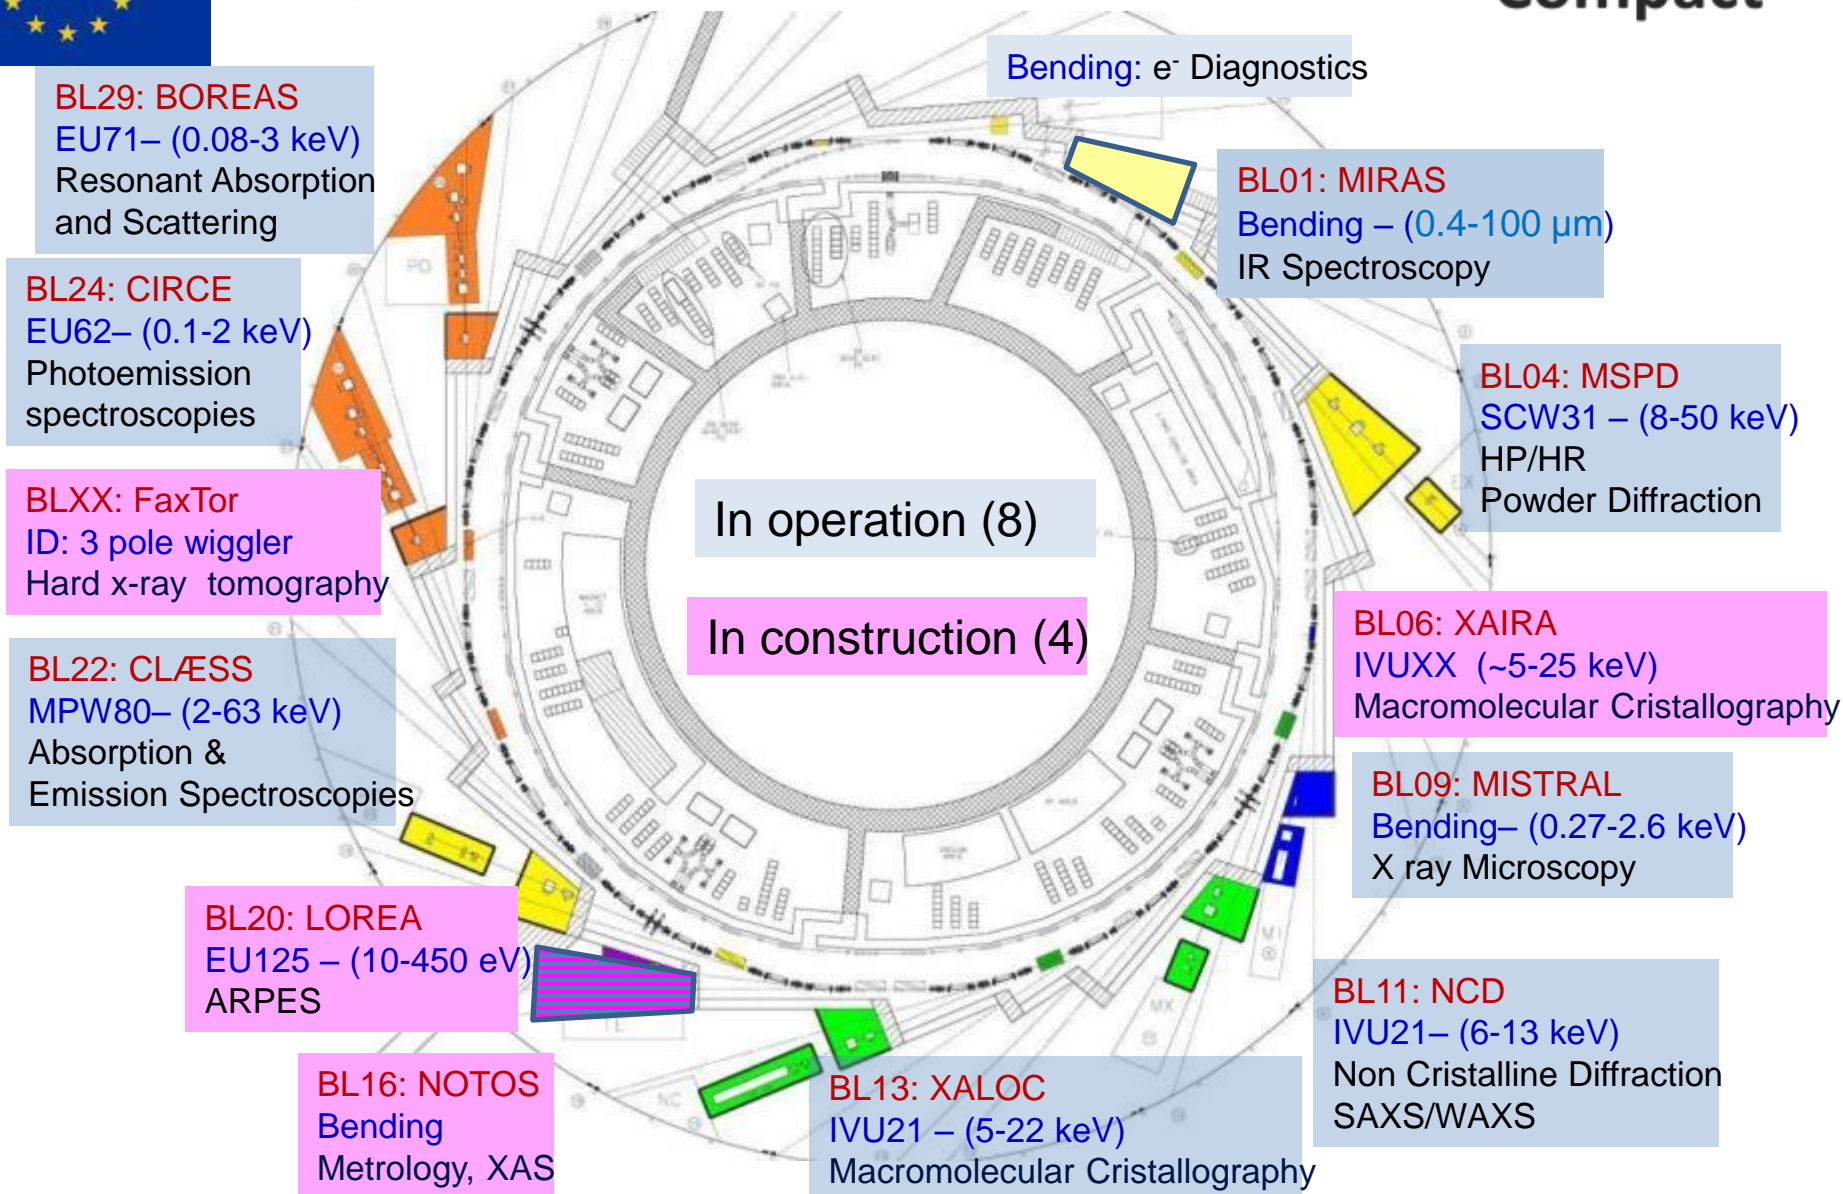 Compact
Bending: e- Diagnostics
BL29: BOREAS
EU71– (0.08-3 keV)
Resonant Absorption
and Scattering
BL01: MIRAS
Bending – (0.4-100 µm)
IR Spectroscopy
BL24: CIRCE
EU62– (0.1-2 keV)
Photoemission
spectroscopies
BL04: MSPD
SCW31 – (8-50 keV)
HP/HR
Powder Diffraction
BLXX: FaxTor
ID: 3 pole wiggler
Hard x-ray tomography
In operation (8)
In construction (4)
BL06: XAIRA
IVUXX (~5-25 keV)
Macromolecular Cristallography
BL22: CLÆSS
MPW80– (2-63 keV)
Absorption &
Emission Spectroscopies
BL09: MISTRAL
Bending– (0.27-2.6 keV)
X ray Microscopy
BL20: LOREA
EU125 – (10-450 eV)
ARPES
BL11: NCD
IVU21– (6-13 keV)
Non Cristalline Diffraction
SAXS/WAXS
BL16: NOTOS
Bending
Metrology, XAS
BL13: XALOC
IVU21 – (5-22 keV)
Macromolecular Cristallography
PD
EX
MI
MX
NC